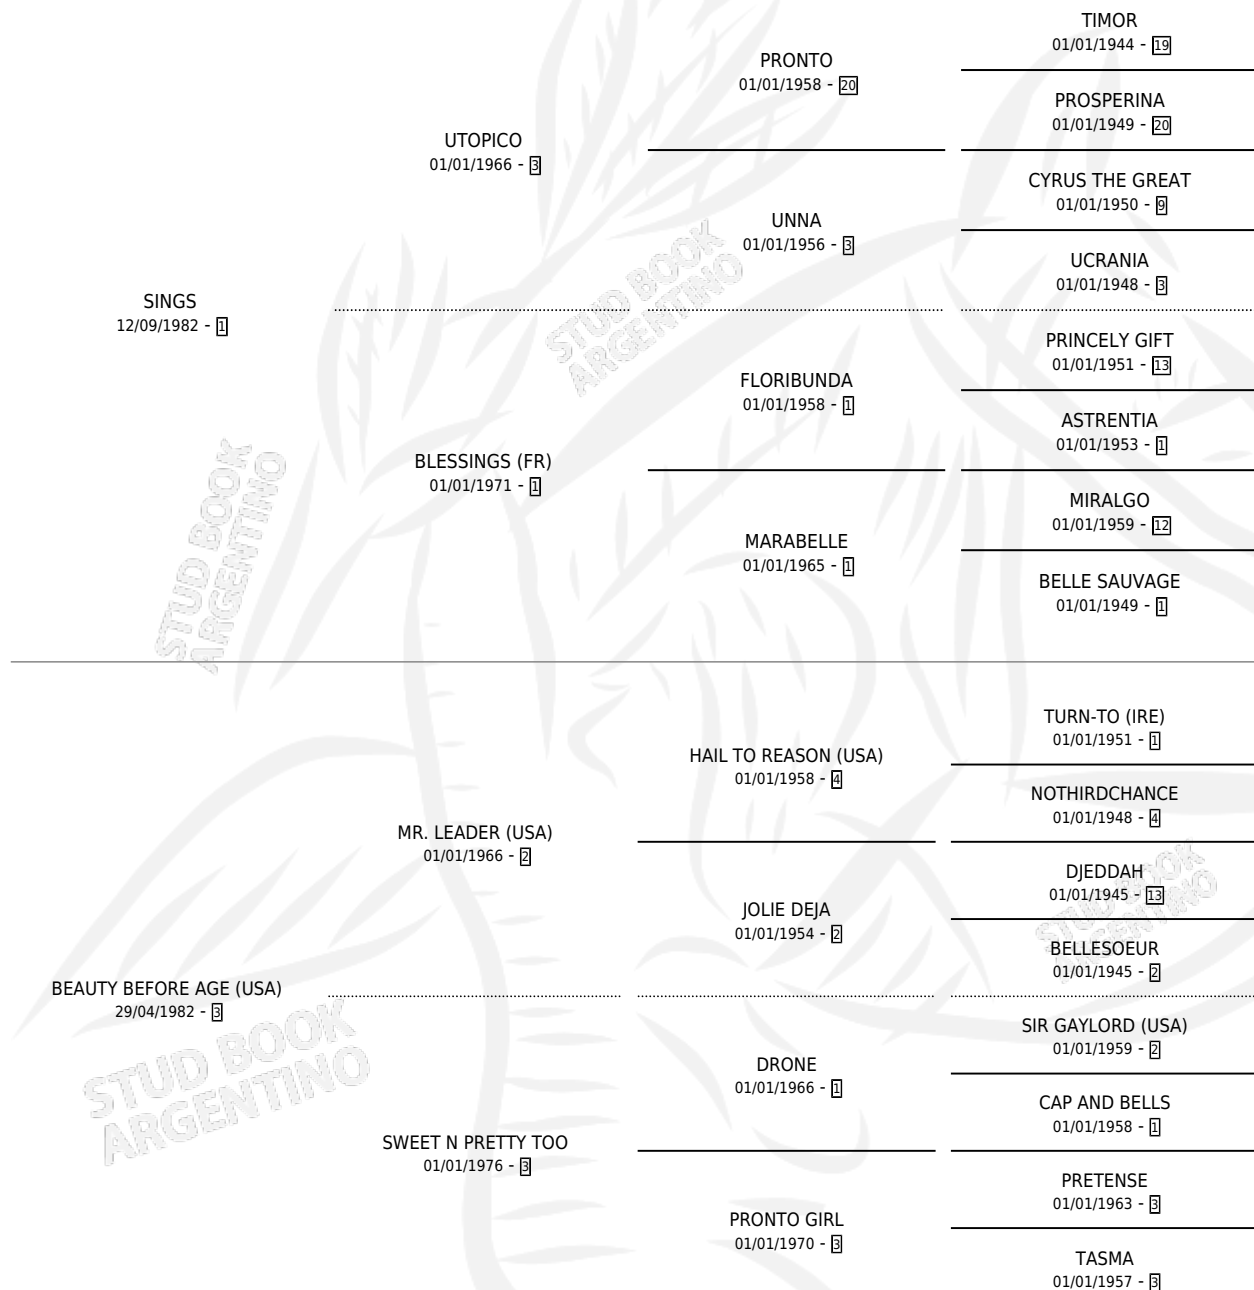 TIMOR
01/01/1944 - 19
PRONTO
01/01/1958 - 20
PROSPERINA
01/01/1949 - 20
UTOPICO
01/01/1966 - 3
CYRUS THE GREAT
01/01/1950 - 9
UNNA
01/01/1956 - 3
UCRANIA
01/01/1948 - 3
SINGS
12/09/1982 - 1
STUD BOOK
ARGENTINO
PRINCELY GIFT
01/01/1951 - 13
FLORIBUNDA
01/01/1958 - 1
ASTRENTIA
01/01/1953 - 1
BLESSINGS (FR)
01/01/1971 - 1
MIRALGO
01/01/1959 - 12
MARABELLE
01/01/1965 - 1
BELLE SAUVAGE
01/01/1949 - 1
STUD BOOK
ARGENTINO
TURN-TO (IRE)
01/01/1951 - 1
HAIL TO REASON (USA)
01/01/1958 - 4
NOTHIRDCHANCE
01/01/1948 - 4
MR. LEADER (USA)
01/01/1966 - 2
DJEDDAH
01/01/1945 - 13
JOLIE DEJA
01/01/1954 - 2
STUD BOOK
ARGENTINO
BELLESOEUR
01/01/1945 - 2
BEAUTY BEFORE AGE (USA)
29/04/1982 - 3
STUD BOOK
ARGENTINO
SIR GAYLORD (USA)
01/01/1959 - 2
DRONE
01/01/1966 - 1
CAP AND BELLS
01/01/1958 - 1
SWEET N PRETTY TOO
01/01/1976 - 3
PRETENSE
01/01/1963 - 3
PRONTO GIRL
01/01/1970 - 3
TASMA
01/01/1957 - 3